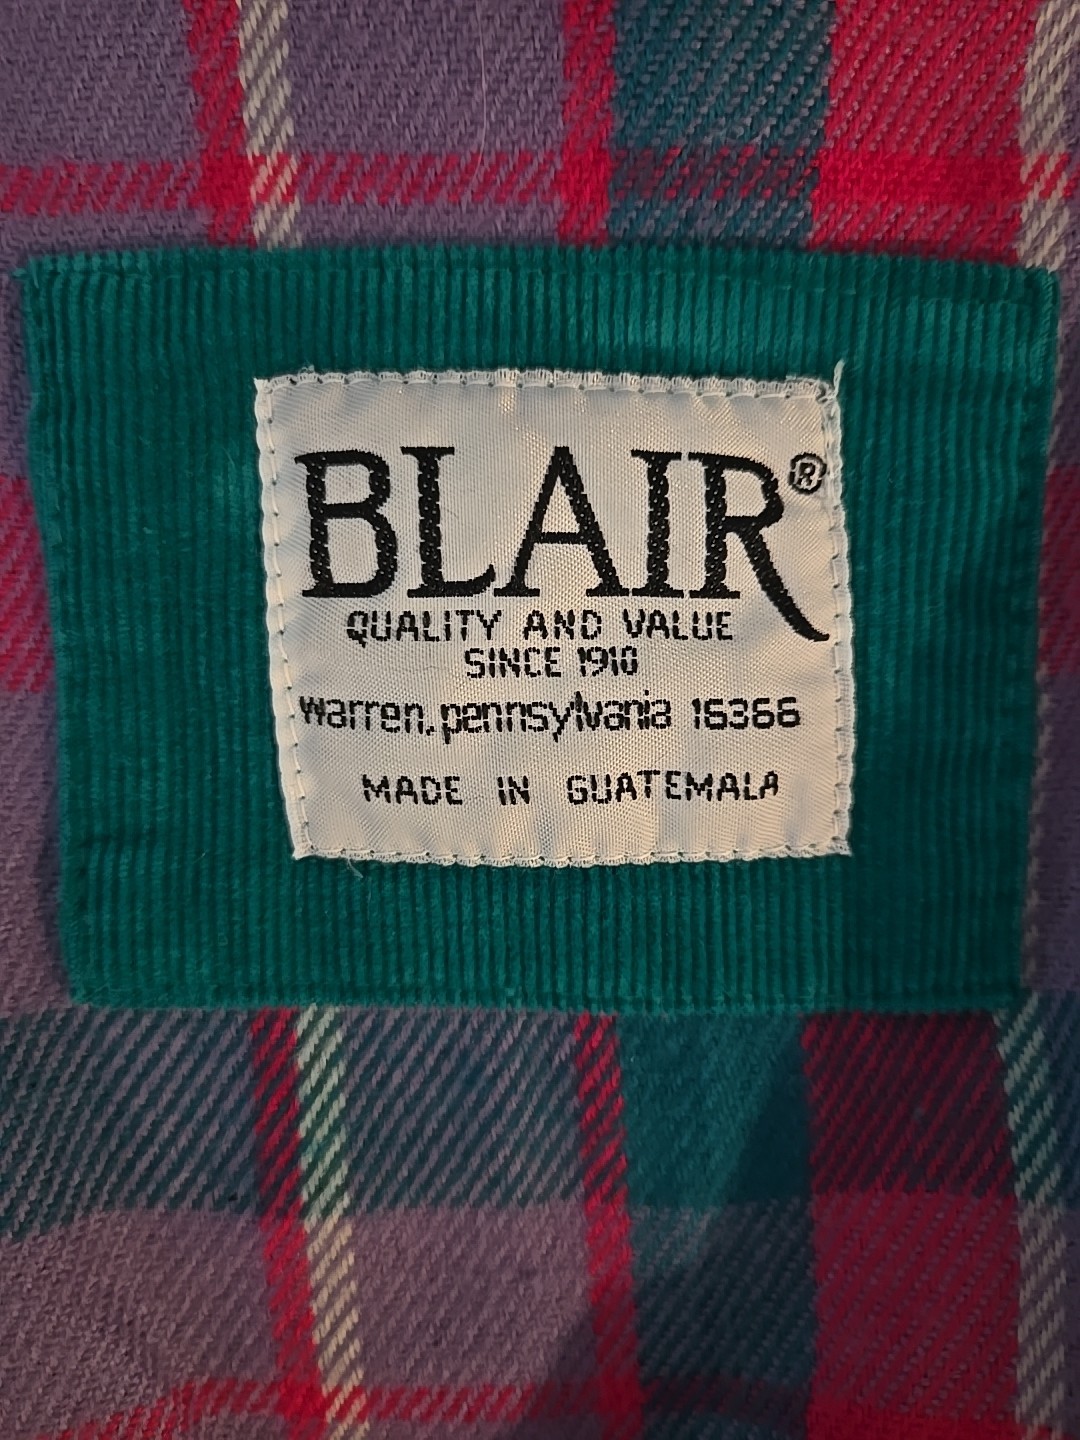 BLAIR®
QUALITY AND VALUE
SINCE 1910
Warren, pennsylvania 16366
MADE IN GUATEMALA